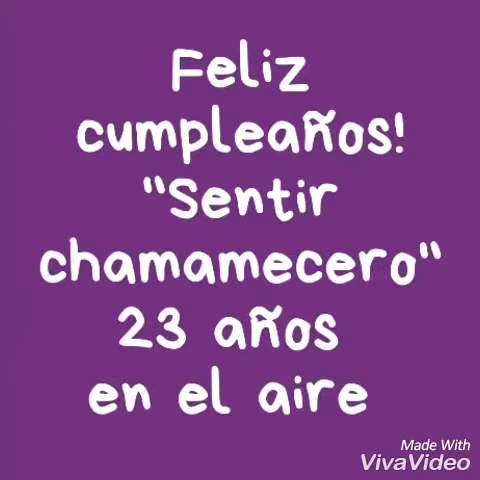 Feliz
cumpleaños!
"Sentir
chamamecero"
23 años
en el aire
Made With
VivaVideo